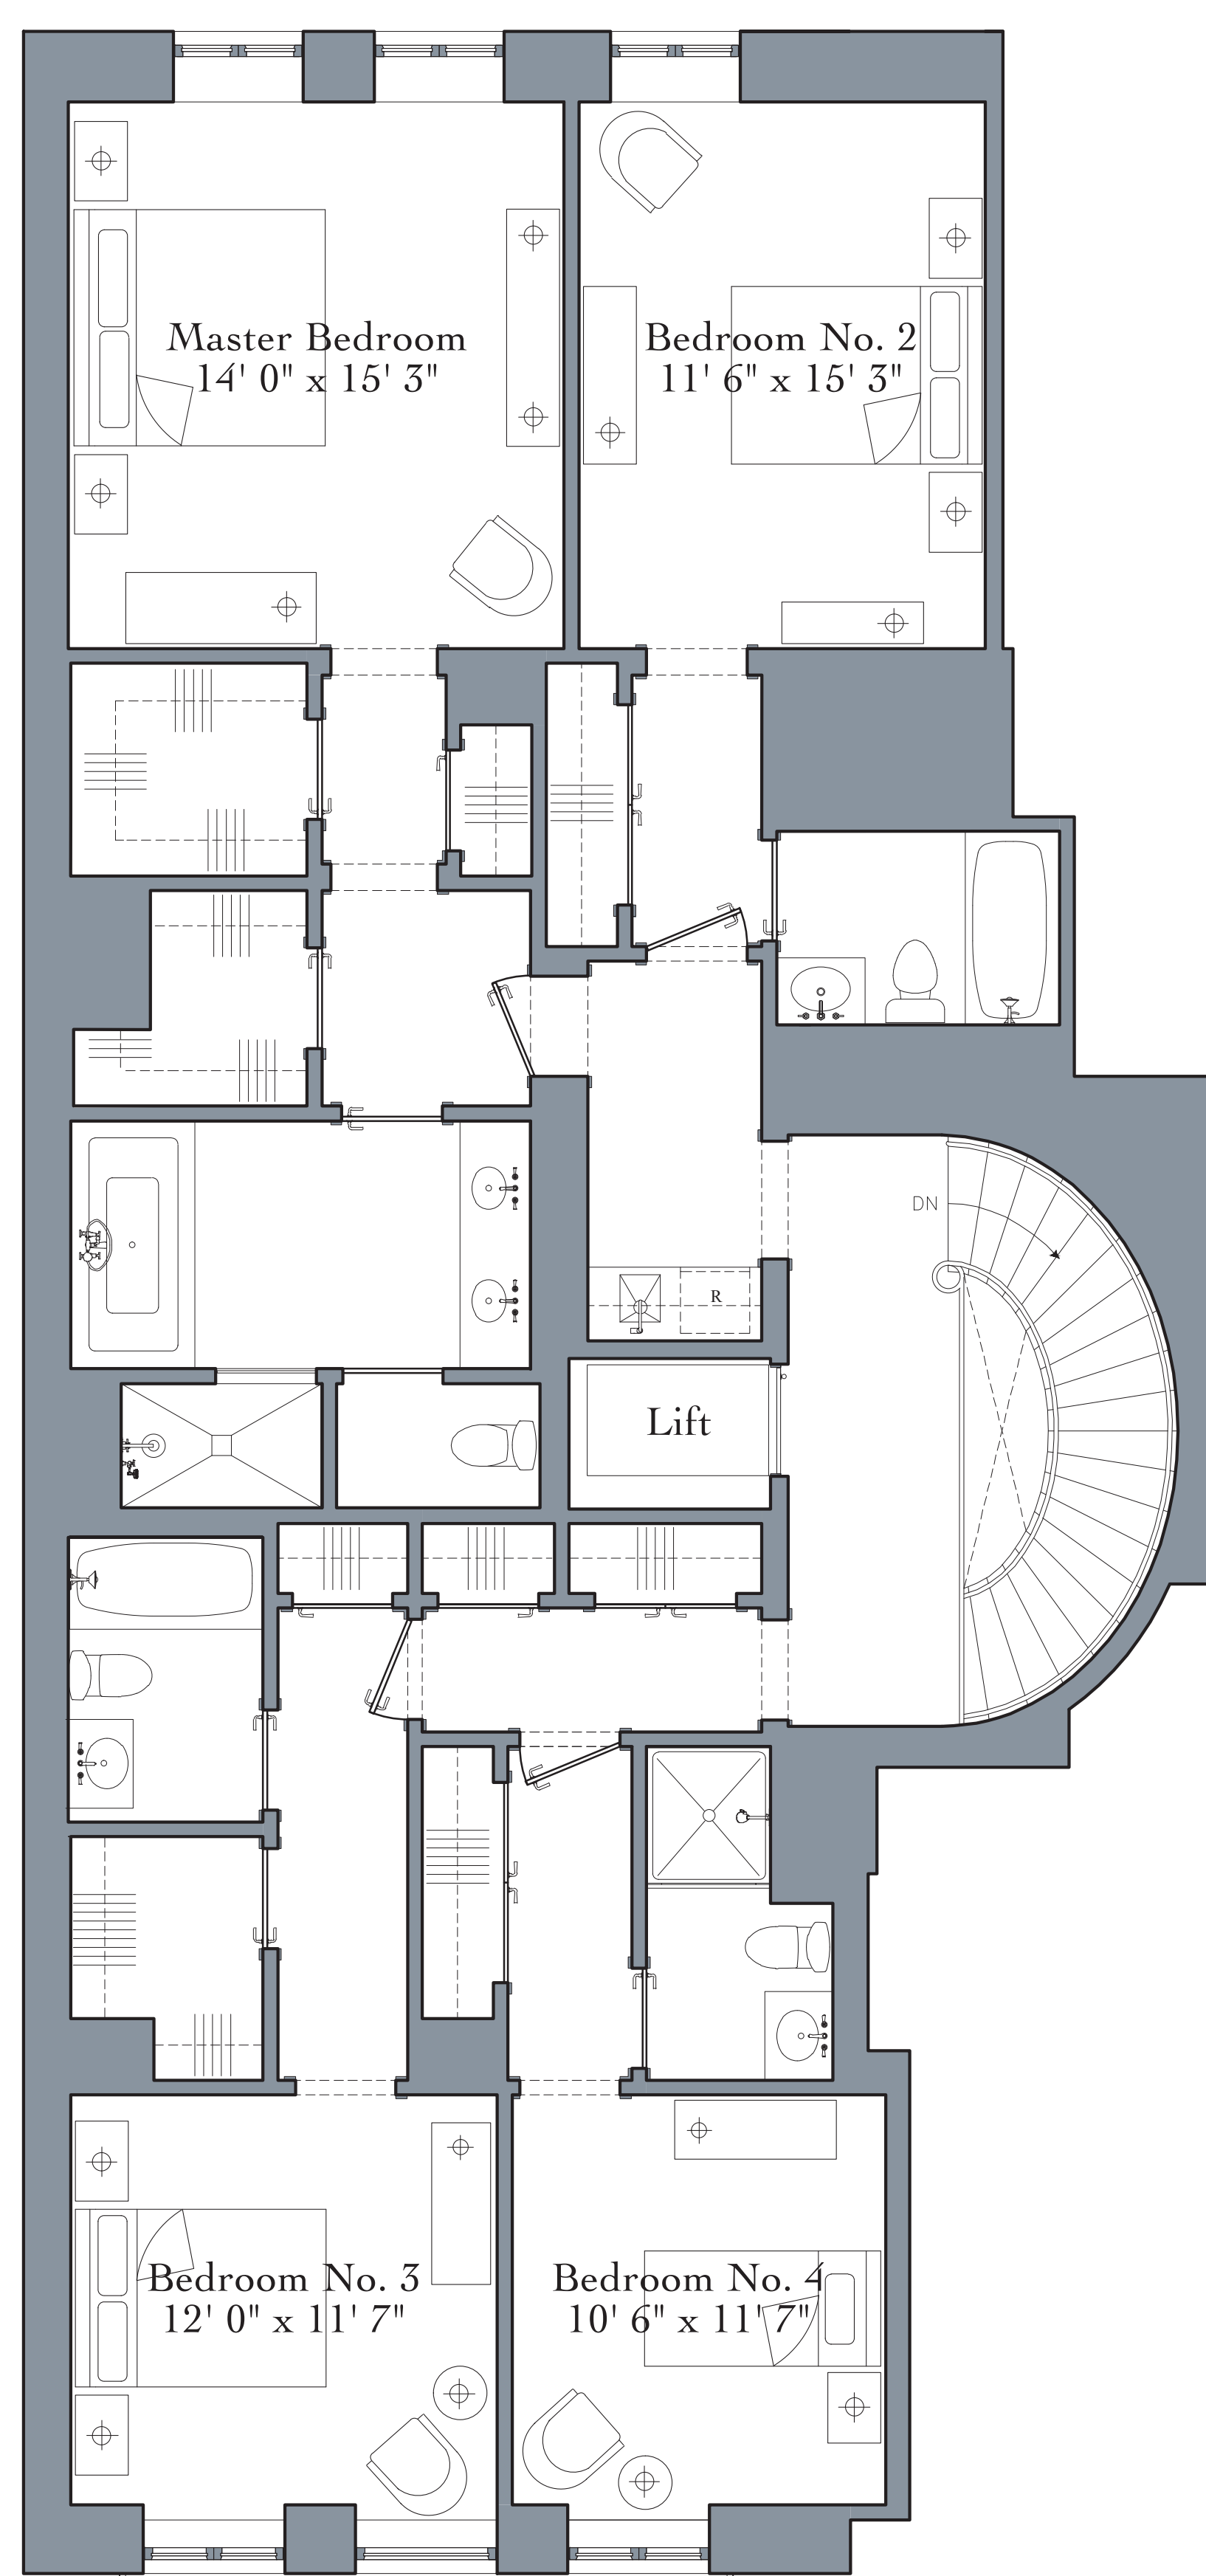 Master Bedroom
14' 0" x 15' 3"
Bedroom No. 2
11' 6" x 15' 3"
DN
R
Lift
Bedroom No. 3
12' 0" x 11' 7"
Bedroom No. 4
10' 6" x 11' 7"